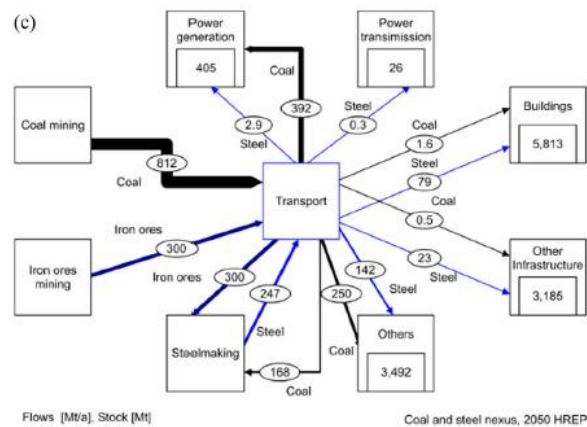 (c)
Power
generation
405
Power
transimission
26
Coal
392
Coal mining
812
Coal
2.9
Steel
Steel
0.3
Coal
1.6
Steel
79
Buildings
5,813
Transport
Coal
0.5
Iron ores
mining
Iron ores
300
Iron ores
300
247
Steel
142
Steel
23
Steel
Other
Infrastructure
3,185
Steelmaking
168
Coal
250
Coal
Others
3,492
Flows [Mt/a]. Stock [Mt]
Coal and steel nexus, 2050 HREP